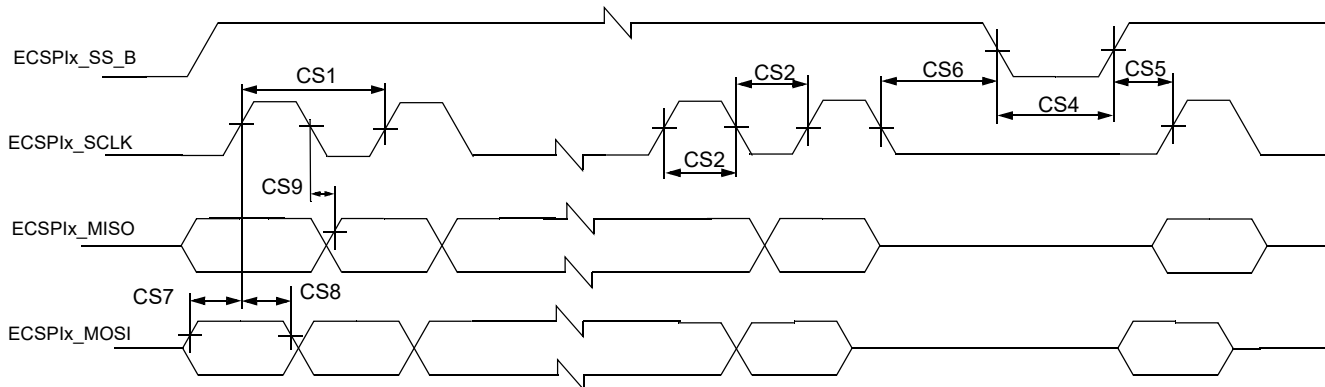 ECSPIx_SS_B
CS1
CS2
CS6
CS5
CS4
ECSPIx_SCLK
CS2
CS9
ECSPIx_MISO
CS7
CS8
ECSPIx_MOSI